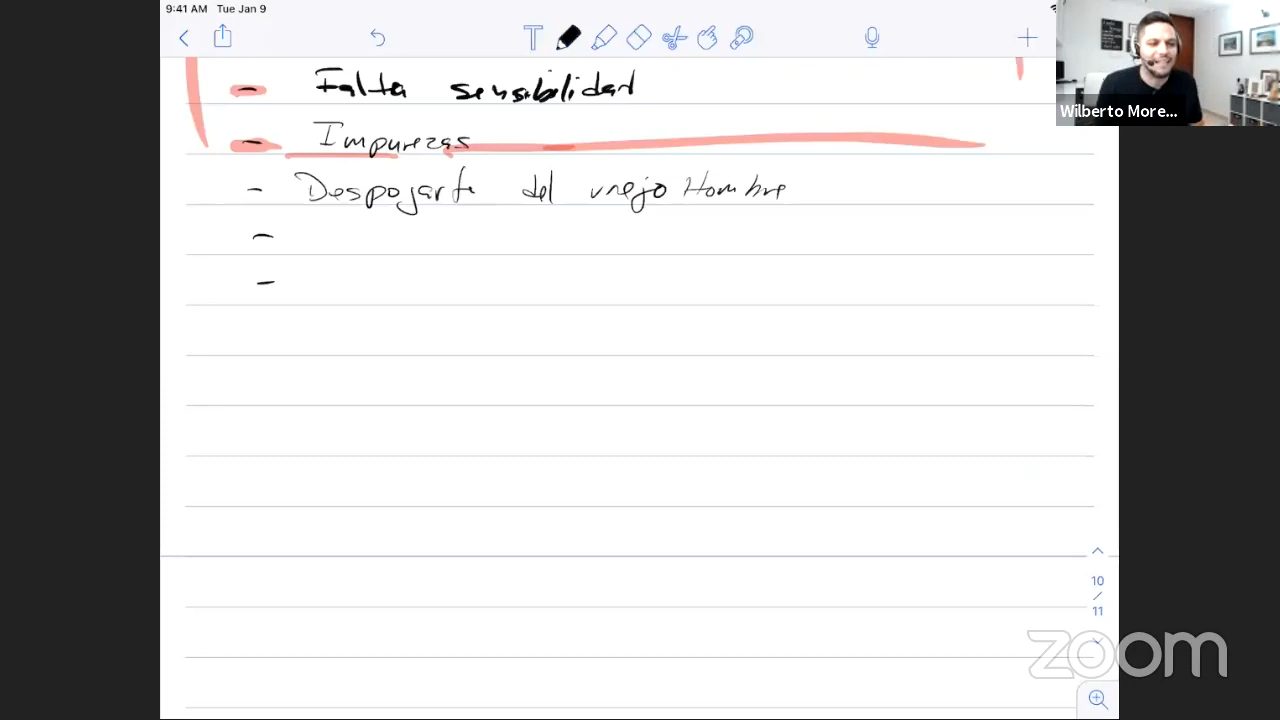 9:41 AM Tue Jan 9
Wilberto More...
- Falta sensibilidad
- Impurezas
- Despojarte del viejo Hombre
-
-
10
/
11
zoom